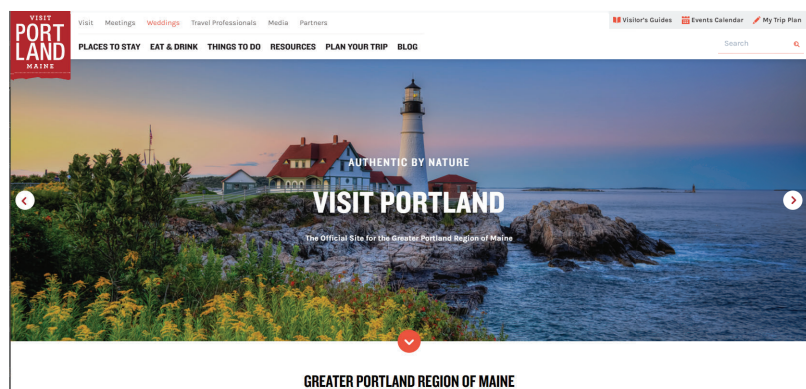 VISIT
PORT
LAND
MAINE
Visit Meetings Weddings Travel Professionals Media Partners
Visitor's Guides Events Calendar My Trip Plan
PLACES TO STAY EAT & DRINK THINGS TO DO RESOURCES PLAN YOUR TRIP BLOG
Search
AUTHENTIC BY NATURE
VISIT PORTLAND
The Official Site for the Greater Portland Region of Maine
GREATER PORTLAND REGION OF MAINE